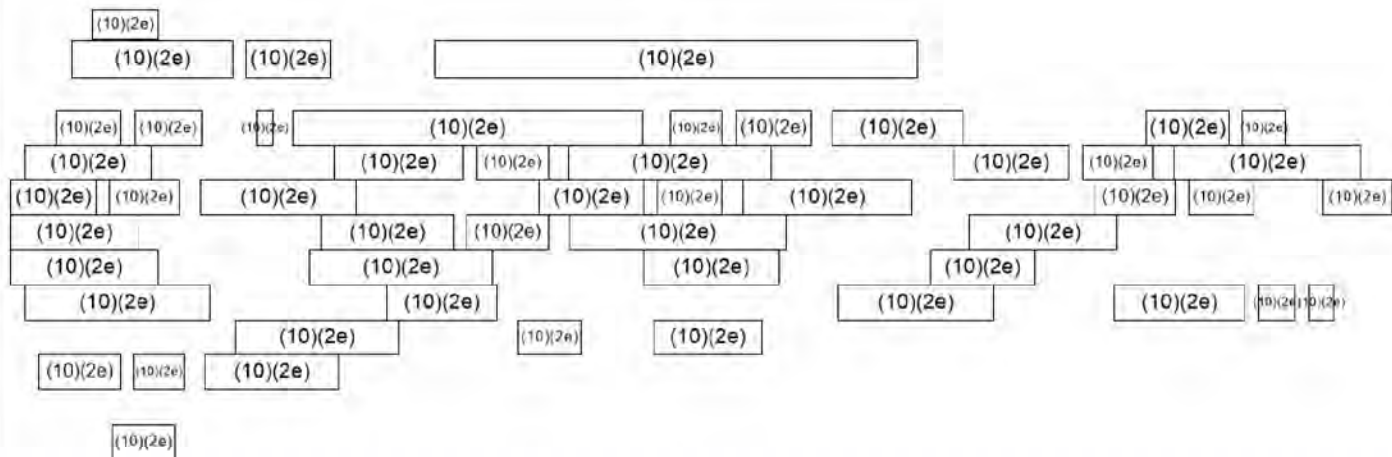 (10)(2e)
(10)(2e) (10)(2e) (10)(2e)
(10)(2e) (10)(2e) (10)(2e) (10)(2e) (10)(2e) (10)(2e) (10)(2e) (10)(2e) (10)(2e)
(10)(2e) (10)(2e) (10)(2e) (10)(2e) (10)(2e) (10)(2e) (10)(2e)
(10)(2e) (10)(2e) (10)(2e) (10)(2e) (10)(2e) (10)(2e) (10)(2e) (10)(2e) (10)(2e)
(10)(2e) (10)(2e) (10)(2e) (10)(2e) (10)(2e)
(10)(2e) (10)(2e) (10)(2e) (10)(2e)
(10)(2e) (10)(2e) (10)(2e) (10)(2e) (10)(2e) (10)(2e)
(10)(2e) (10)(2e) (10)(2e)
(10)(2e) (10)(2e) (10)(2e)
(10)(2e)